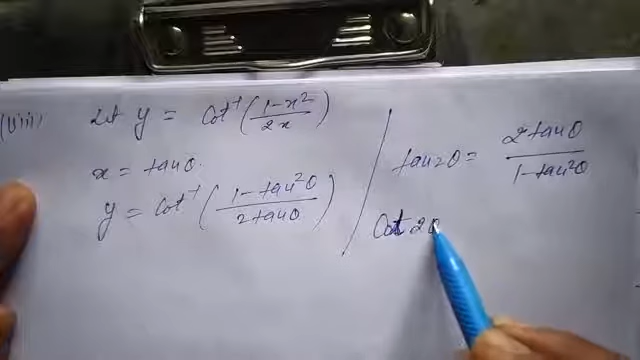 (viii) Let y = Cot⁻¹(1-x²/2x)
x = tanθ.
y = Cot⁻¹(1-tan²θ/2tanθ)
tan2θ = 2tanθ/1-tan²θ
Cot 2θ